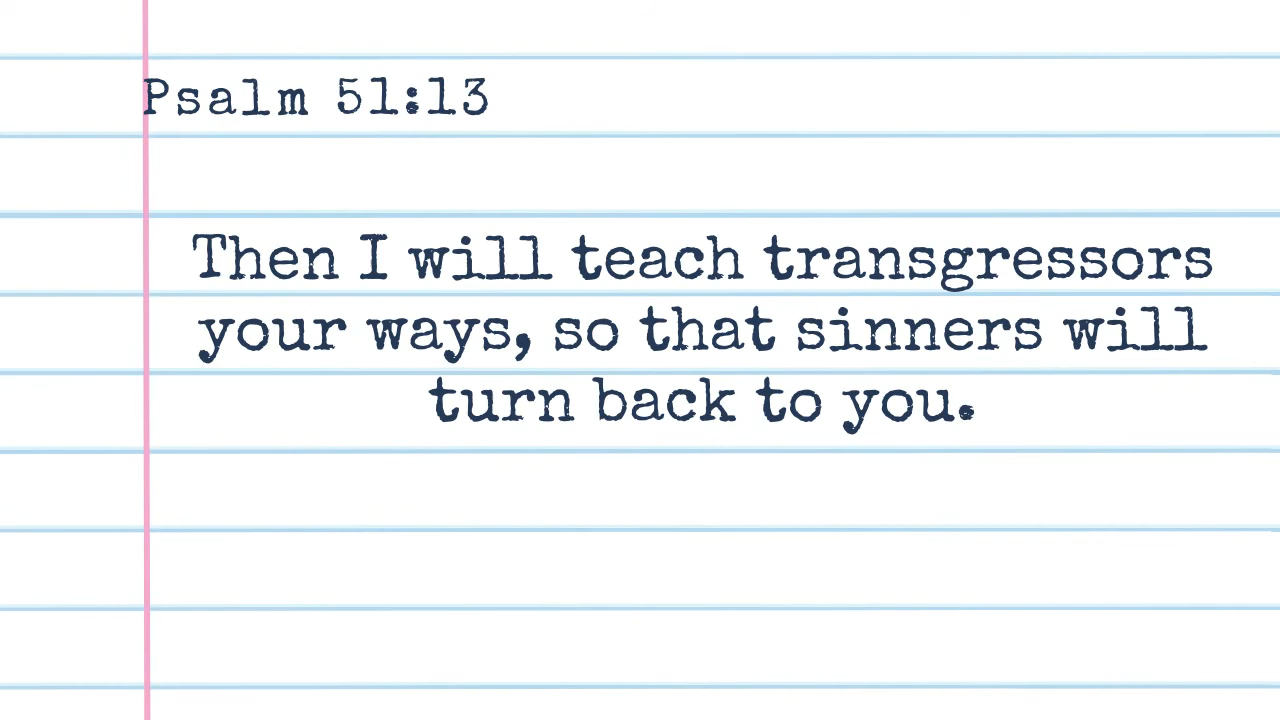 Psalm 51:13
Then I will teach transgressors
your ways, so that sinners will
turn back to you.